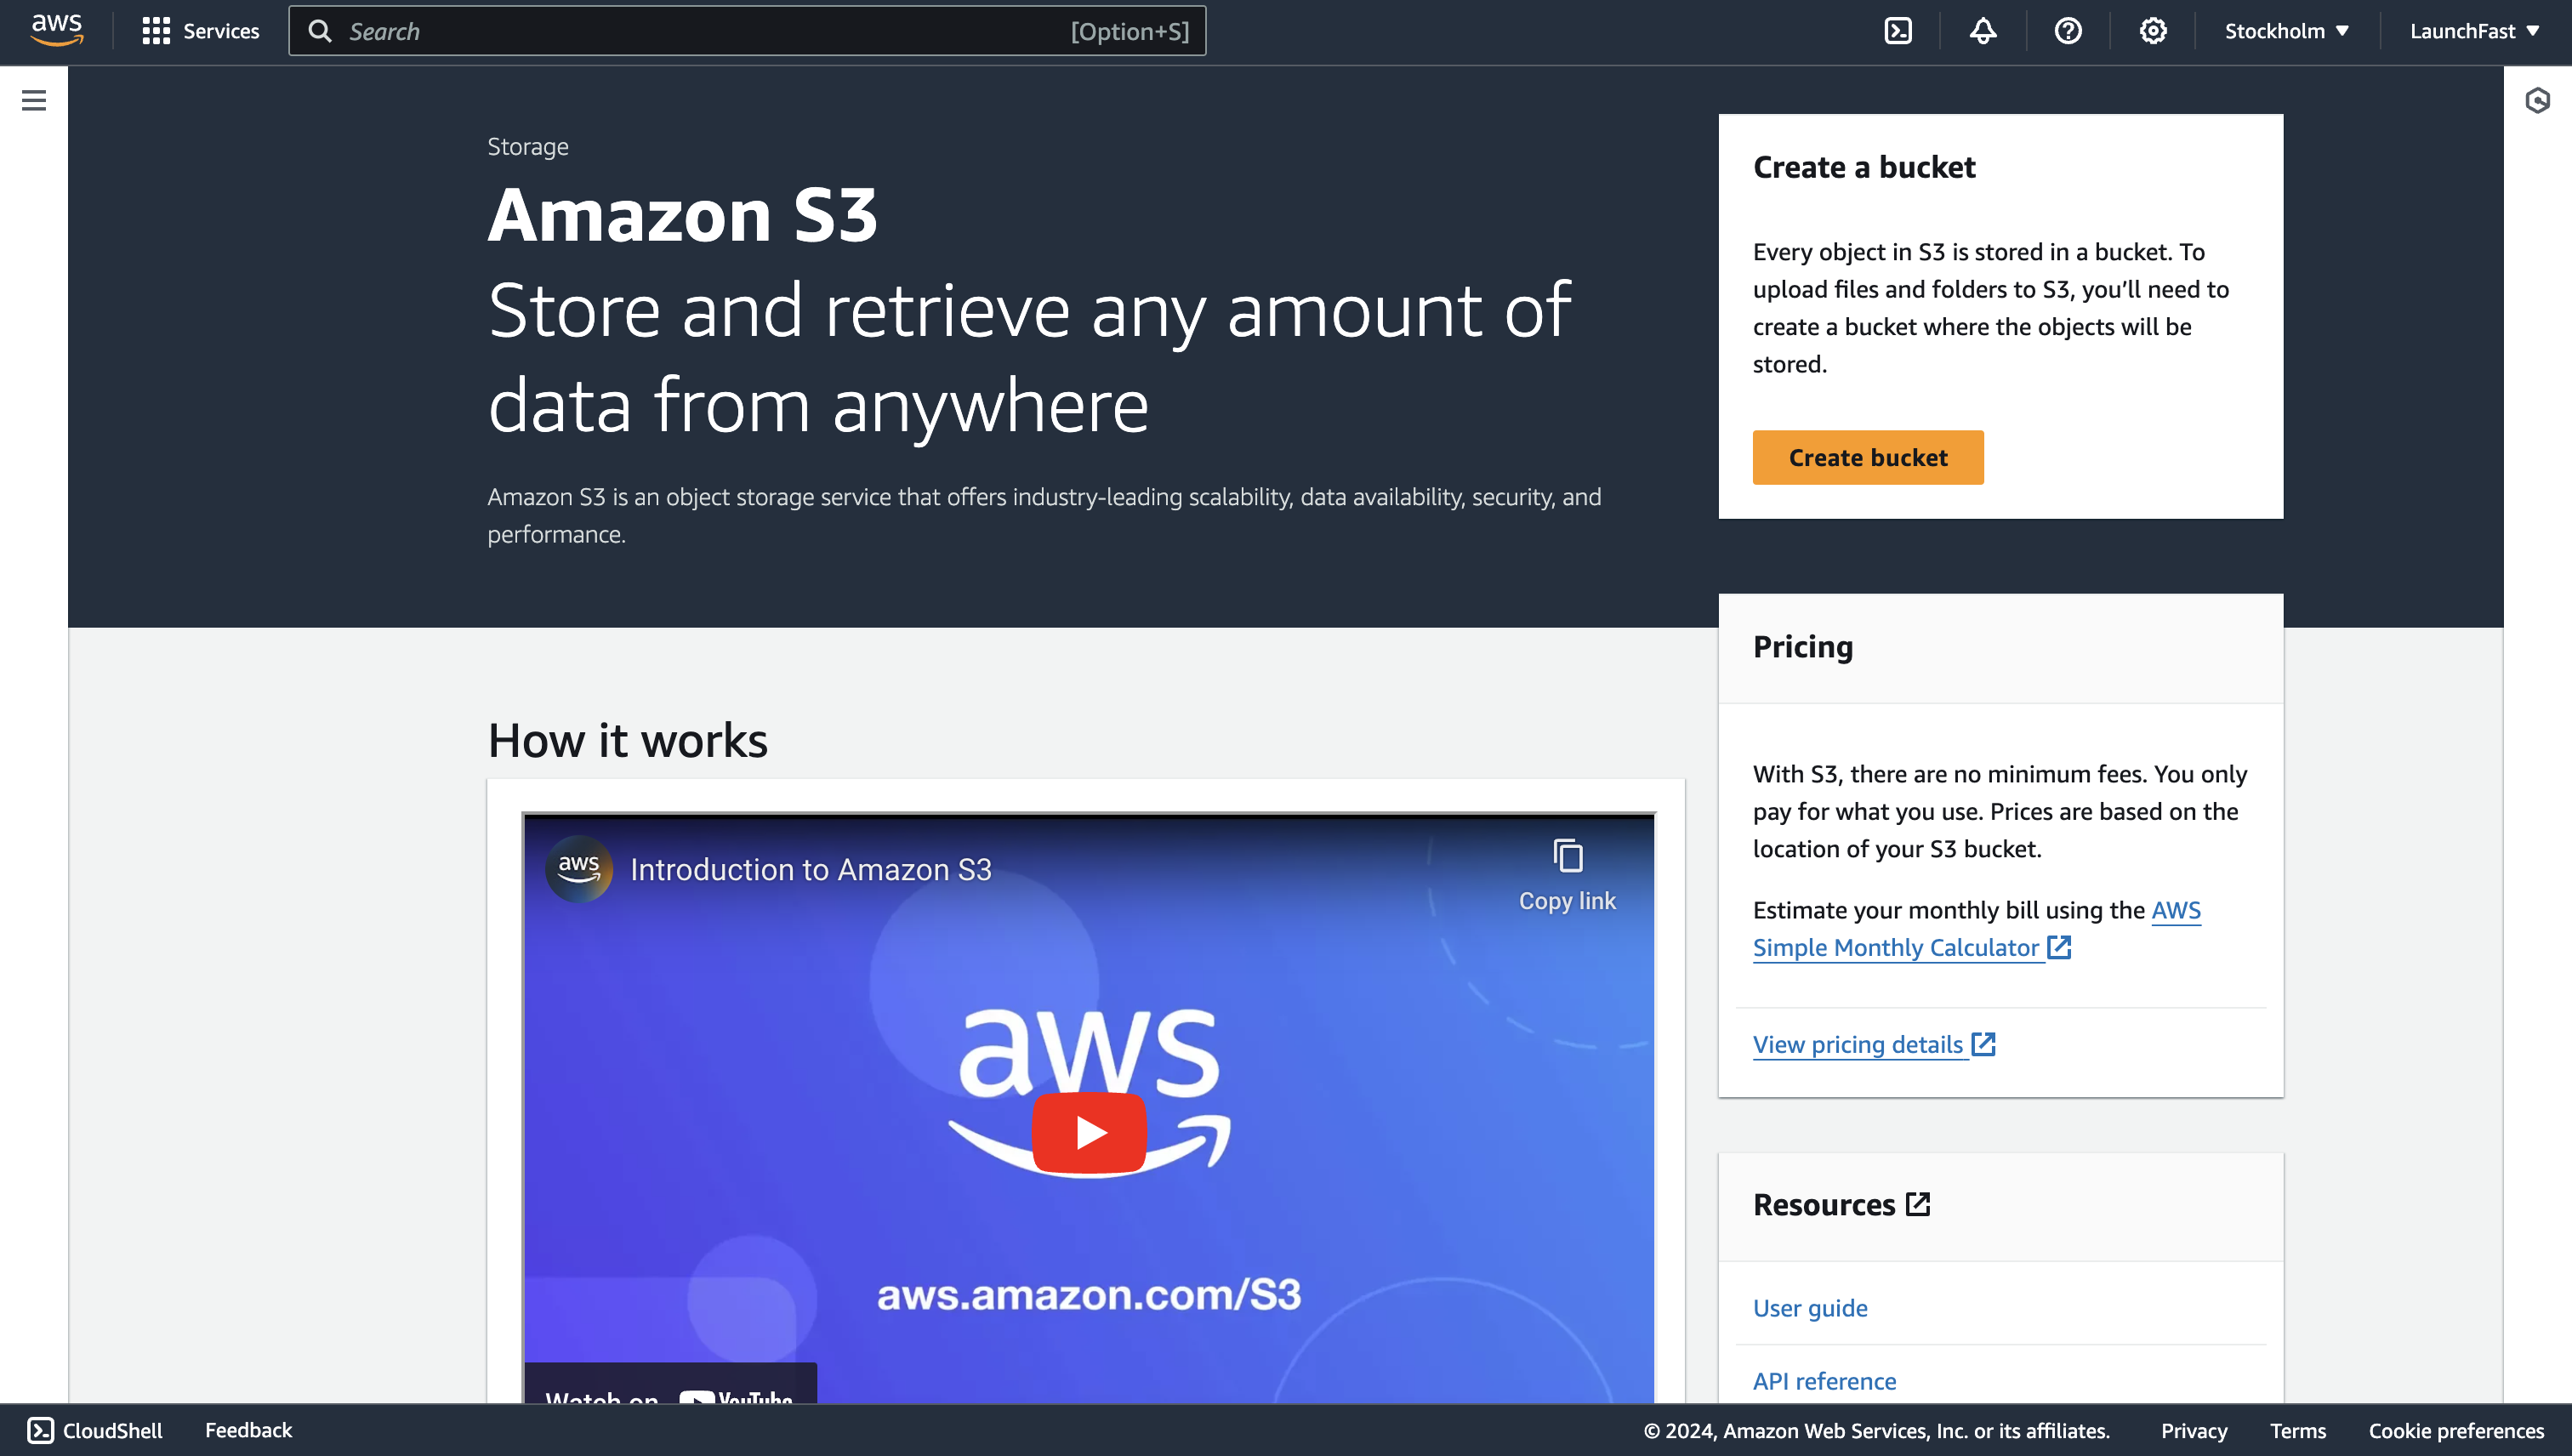 aws
Services
Search
[Option+S]
Stockholm
LaunchFast
Storage
Amazon S3
Store and retrieve any amount of
data from anywhere
Amazon S3 is an object storage service that offers industry-leading scalability, data availability, security, and
performance.
Create a bucket
Every object in S3 is stored in a bucket. To
upload files and folders to S3, you’ll need to
create a bucket where the objects will be
stored.
Create bucket
How it works
aws
Introduction to Amazon S3
Copy link
aws
aws.amazon.com/S3
Watch on YouTube
Pricing
With S3, there are no minimum fees. You only
pay for what you use. Prices are based on the
location of your S3 bucket.
Estimate your monthly bill using the AWS
Simple Monthly Calculator
View pricing details
Resources
User guide
API reference
CloudShell
Feedback
© 2024, Amazon Web Services, Inc. or its affiliates.
Privacy
Terms
Cookie preferences